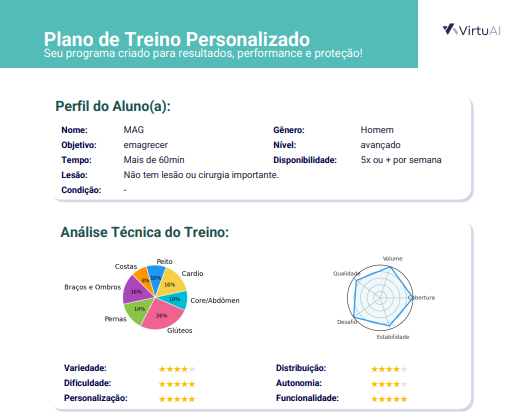 Plano de Treino Personalizado
Seu programa criado para resultados, performance e proteção!
VirtuAI
Perfil do Aluno(a):
Nome: MAG Gênero: Homem
Objetivo: emagrecer Nível: avançado
Tempo: Mais de 60min Disponibilidade: 5x ou + por semana
Lesão: Não tem lesão ou cirurgia importante.
Condição: -
Análise Técnica do Treino:
Peito
Costas
Cardio
8%
10%
16%
Braços e Ombros
16%
10%
Core/Abdômen
14%
26%
Pernas
Glúteos
Volume
Qualidade
Cobertura
Desafio
Estabilidade
Variedade: ★★★★★ Distribuição: ★★★★★
Dificuldade: ★★★★★ Autonomia: ★★★★★
Personalização: ★★★★★ Funcionalidade: ★★★★★